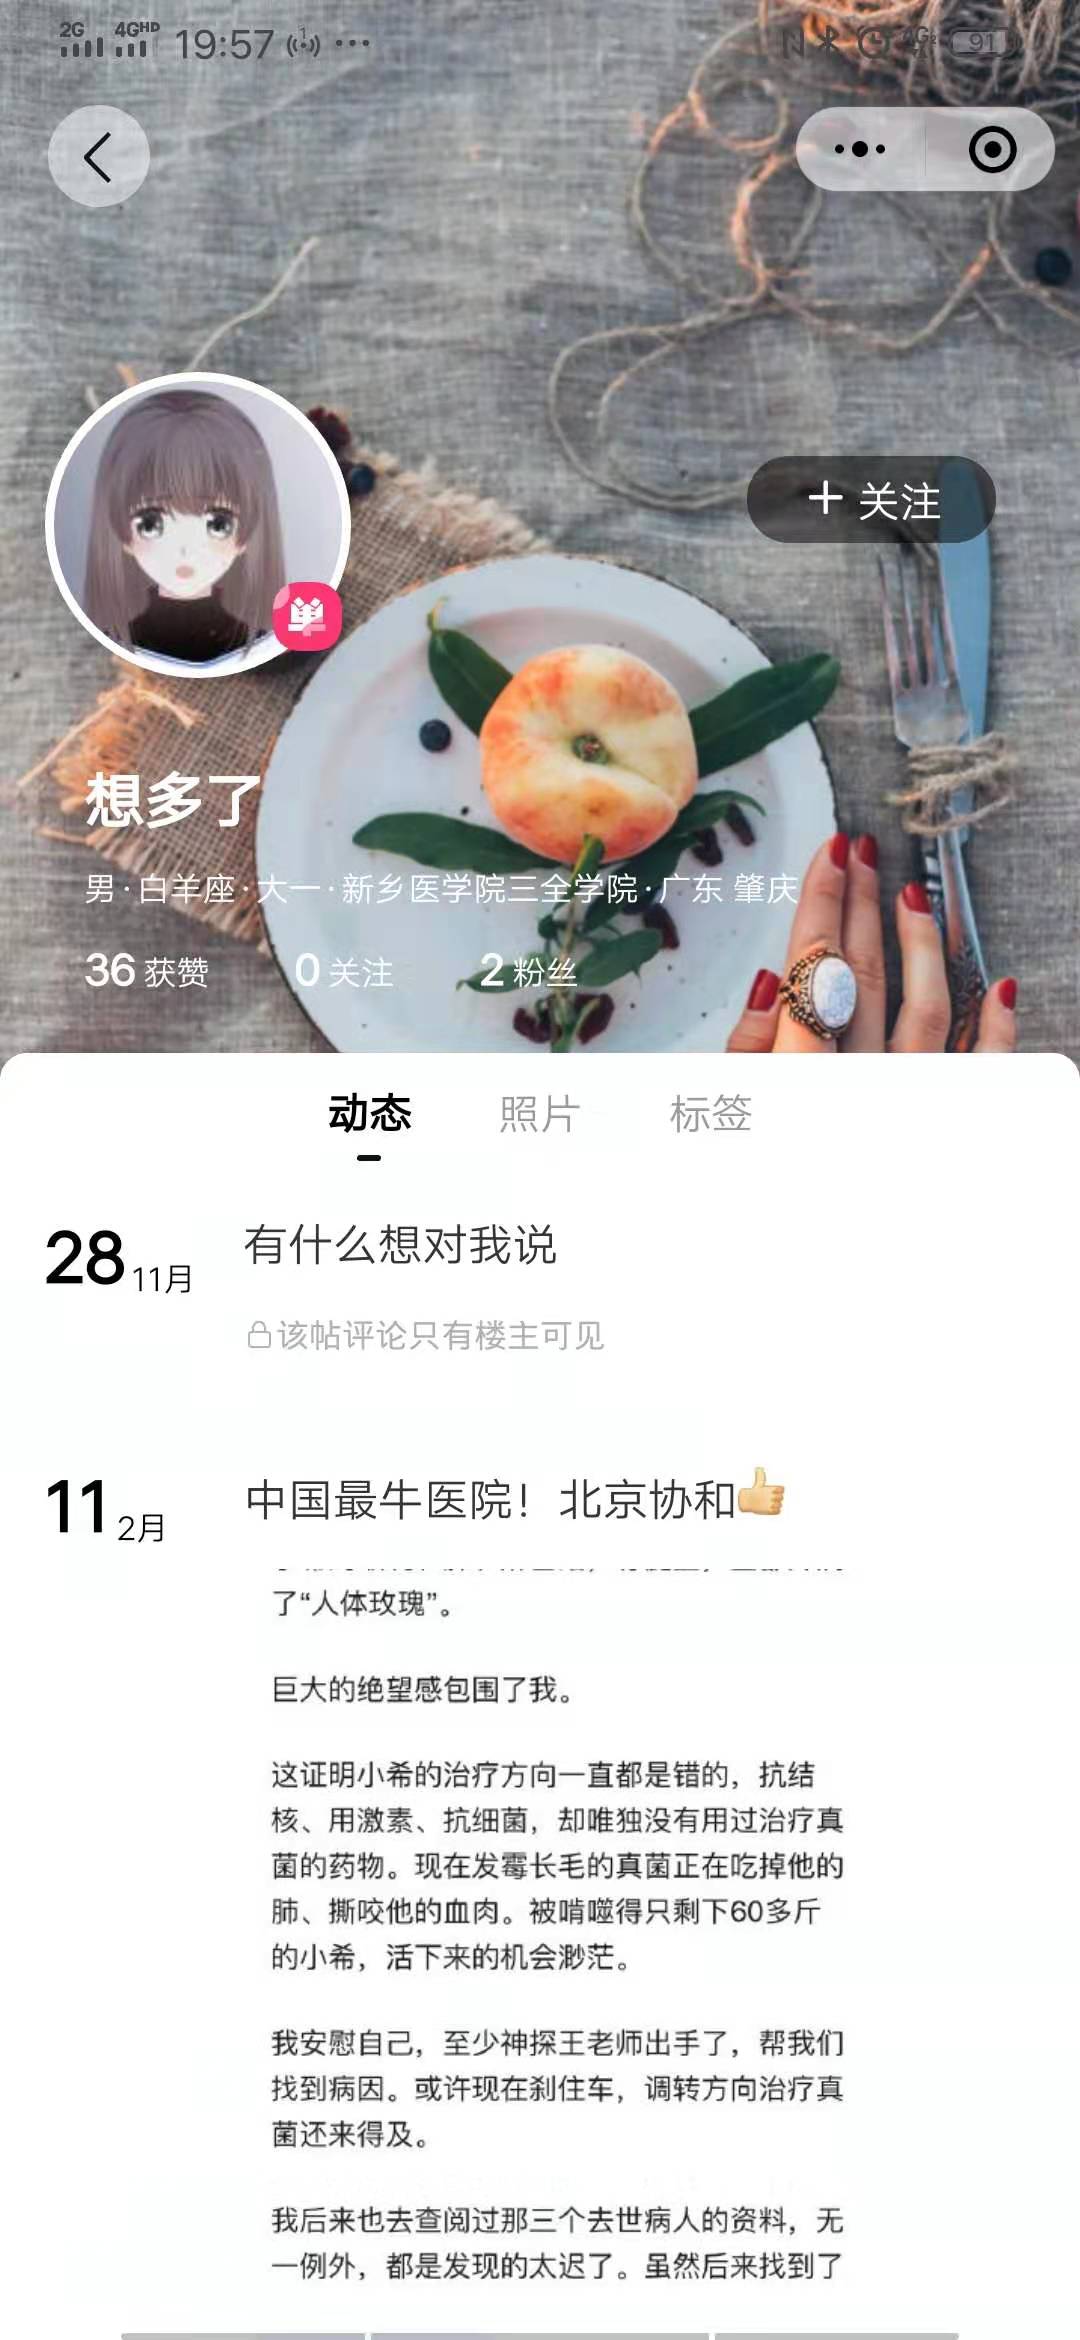 2G 4GHD 19:57
91
+ 关注
单
想多了
男·白羊座·大一·新乡医学院三全学院·广东 肇庆
36 获赞 0 关注 2 粉丝
动态 照片 标签
28 11月 有什么想对我说
该帖评论只有楼主可见
11 2月 中国最牛医院！北京协和👍
了“人体玫瑰”。
巨大的绝望感包围了我。
这证明小希的治疗方向一直都是错的，抗结
核、用激素、抗细菌，却唯独没有用过治疗真
菌的药物。现在发霉长毛的真菌正在吃掉他的
肺、撕咬他的血肉。被啃噬得只剩下60多斤
的小希，活下来的机会渺茫。
我安慰自己，至少神探王老师出手了，帮我们
找到病因。或许现在刹住车，调转方向治疗真
菌还来得及。
我后来也去查阅过那三个去世病人的资料，无
一例外，都是发现的太迟了。虽然后来找到了